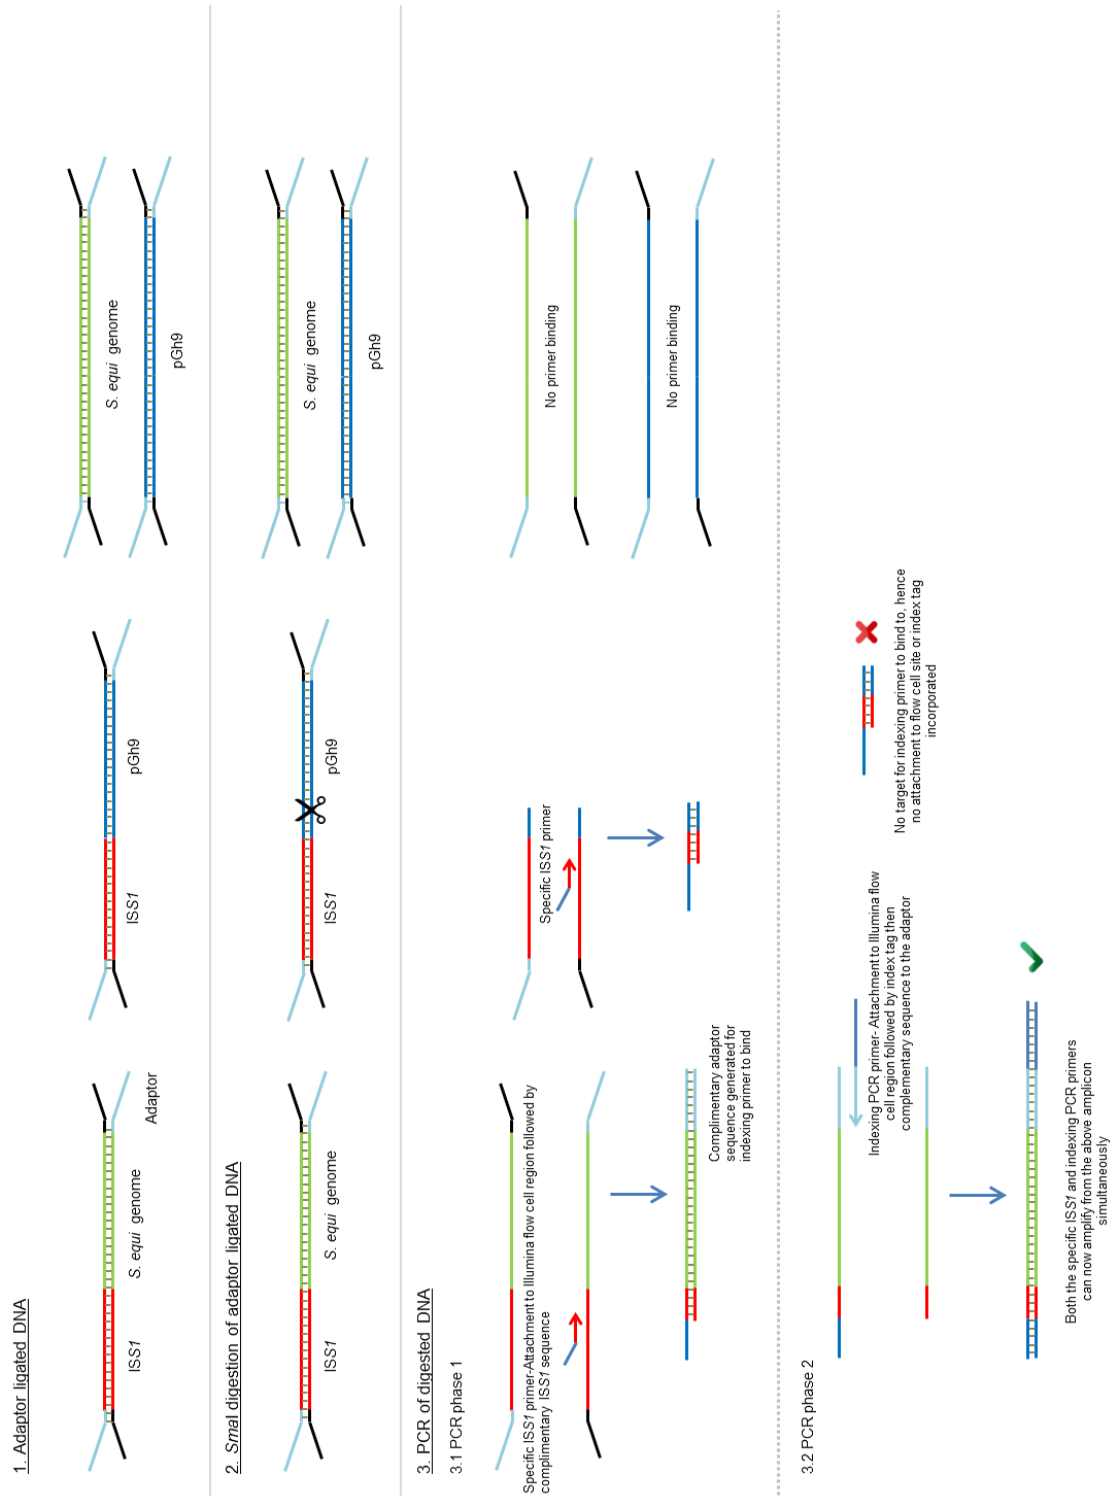 1. Adaptor ligated DNA
ISS1
S. equi genome
Adaptor
ISS1
pGh9
S. equi genome
pGh9
2. SmaI digestion of adaptor ligated DNA
ISS1
S. equi genome
ISS1
pGh9
S. equi genome
pGh9
3. PCR of digested DNA
3.1 PCR phase 1
Specific ISS1 primer-Attachment to Illumina flow cell region followed by
complimentary ISS1 sequence
Specific ISS1 primer
No primer binding
No primer binding
Complimentary adaptor
sequence generated for
indexing primer to bind
3.2 PCR phase 2
Indexing PCR primer- Attachment to Illumina flow
cell region followed by index tag then
complementary sequence to the adaptor
No target for indexing primer to bind to, hence
no attachment to flow cell site or index tag
incorporated
Both the specific ISS1 and indexing PCR primers
can now amplify from the above amplicon
simultaneously